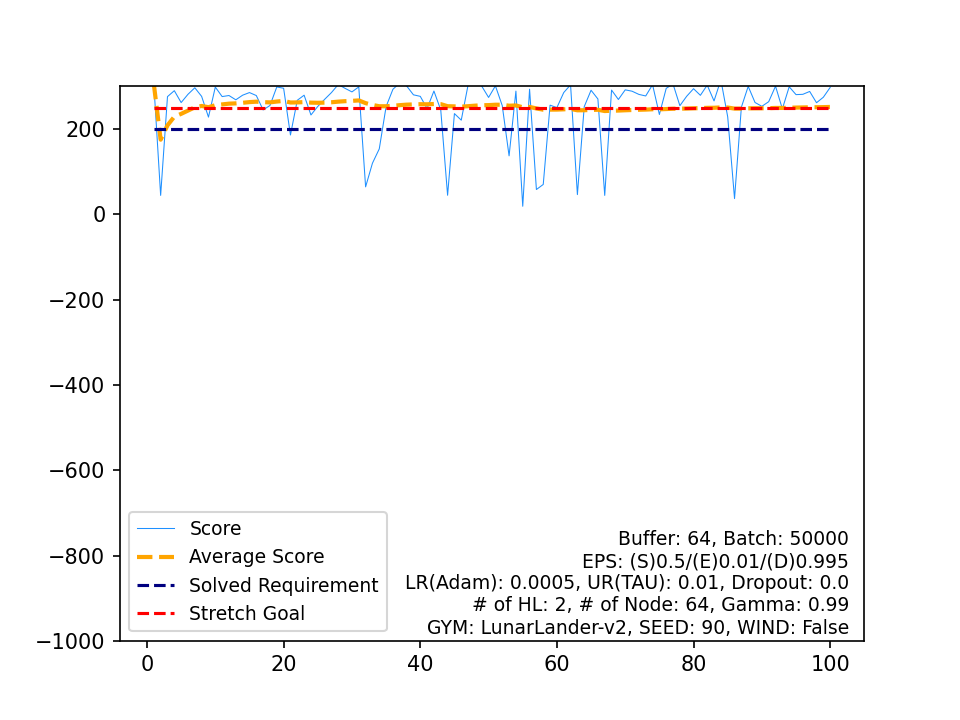 200
0
−200
−400
−600
−800
−1000
0
20
40
60
80
100
Score
Average Score
Solved Requirement
Stretch Goal
Buffer: 64, Batch: 50000
EPS: (S)0.5/(E)0.01/(D)0.995
LR(Adam): 0.0005, UR(TAU): 0.01, Dropout: 0.0
# of HL: 2, # of Node: 64, Gamma: 0.99
GYM: LunarLander-v2, SEED: 90, WIND: False